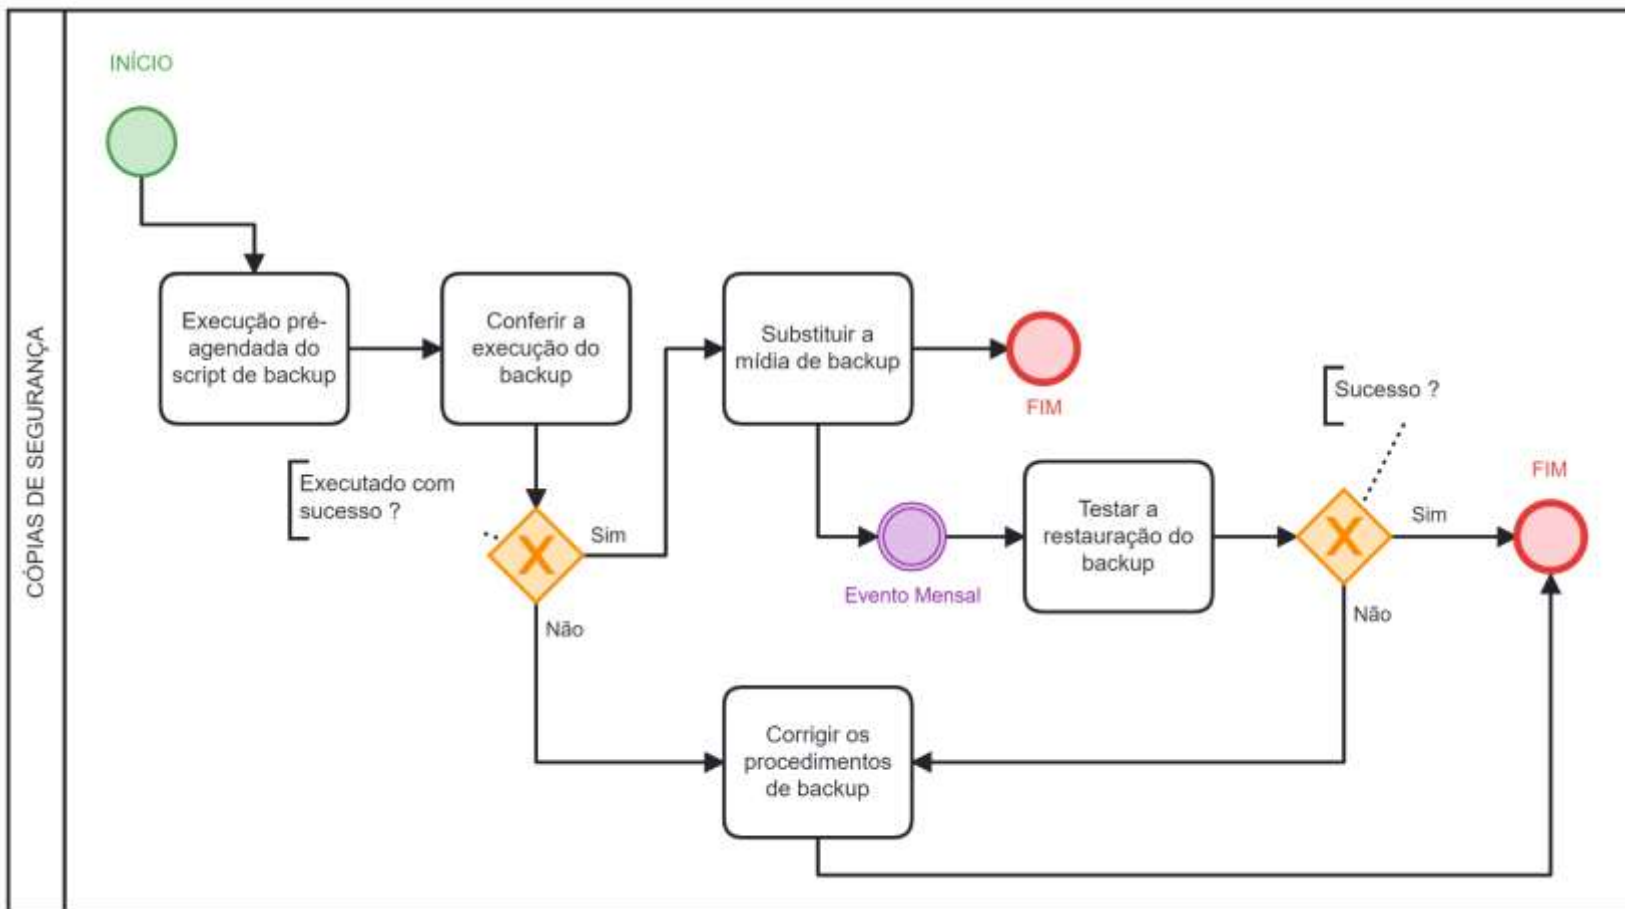 CÓPIAS DE SEGURANÇA
INÍCIO
Execução pré-
agendada do
script de backup
Conferir a
execução do
backup
Substituir a
mídia de backup
FIM
Executado com
sucesso ?
Sim
Não
Evento Mensal
Testar a
restauração do
backup
Sucesso ?
Sim
Não
FIM
Corrigir os
procedimentos
de backup